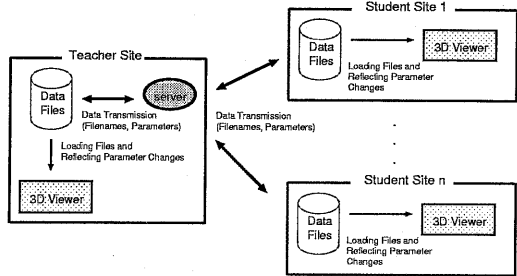 Teacher Site
Data
Files
server
Data Transmission
(Filenames, Parameters)
Loading Files and
Reflecting Parameter Changes
3D Viewer
Data Transmission
(Filenames, Parameters)
Student Site 1
Data
Files
3D Viewer
Loading Files and
Reflecting Parameter
Changes
Student Site n
Data
Files
3D Viewer
Loading Files and
Reflecting Parameter
Changes